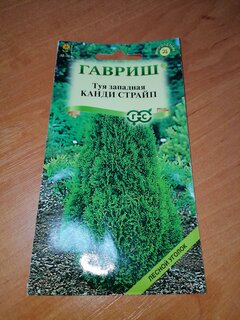 ГАВРИШ
Туя западная
КАНДИ СТРАЙП
ЛЕСНОЙ УГОЛОК